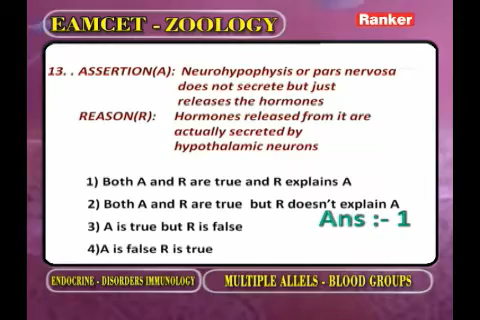 EAMCET - ZOOLOGY
Ranker
13. . ASSERTION(A): Neurohypophysis or pars nervosa
does not secrete but just
releases the hormones
REASON(R): Hormones released from it are
actually secreted by
hypothalamic neurons
1) Both A and R are true and R explains A
2) Both A and R are true but R doesn't explain A
Ans :- 1
3) A is true but R is false
4)A is false R is true
ENDOCRINE - DISORDERS IMMUNOLOGY
MULTIPLE ALLELS - BLOOD GROUPS